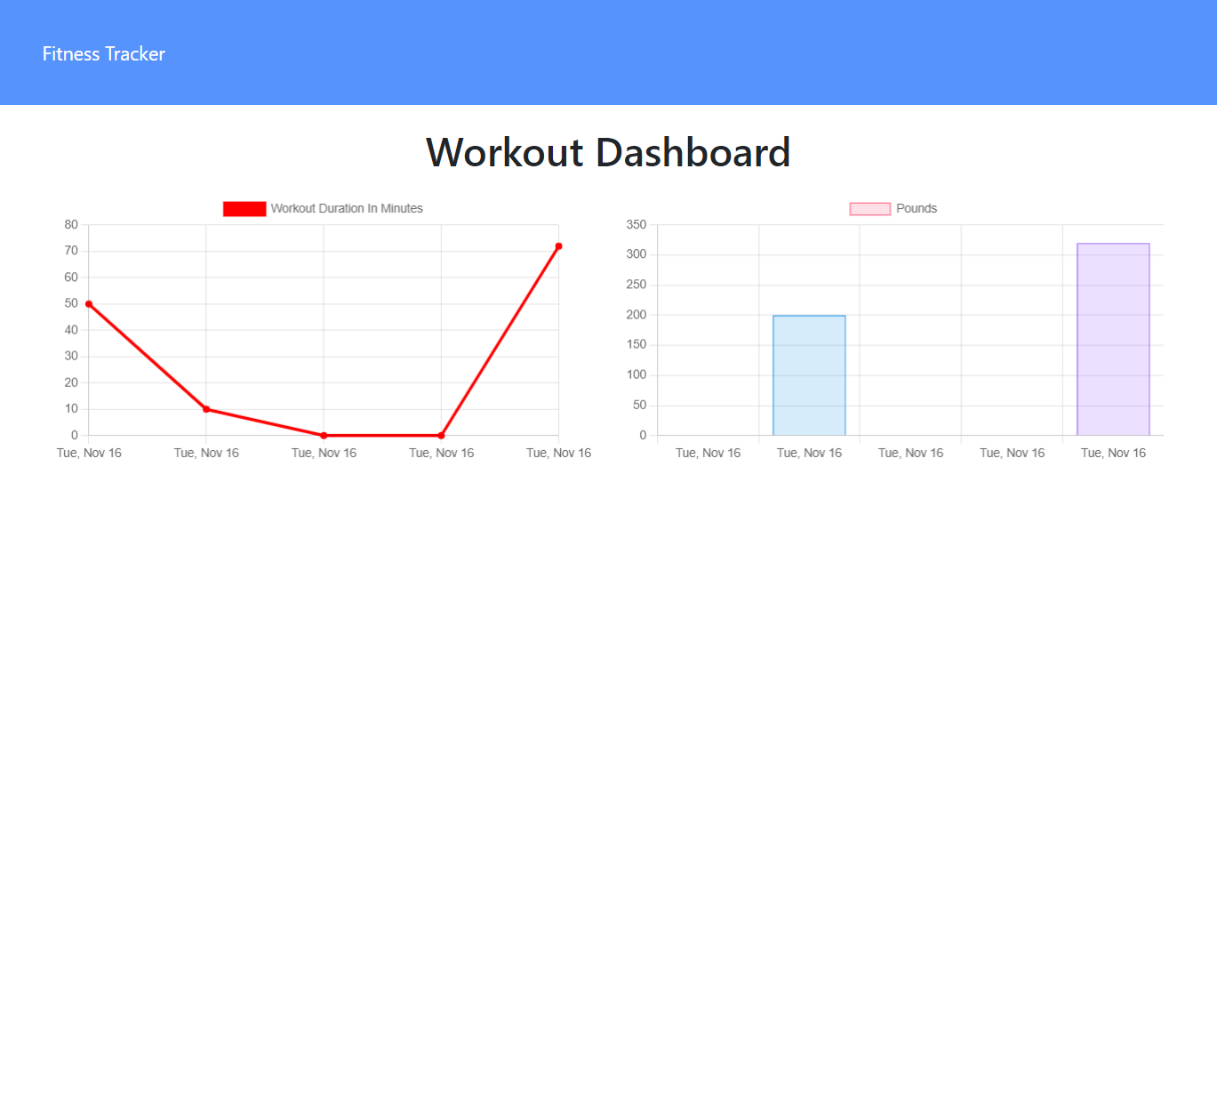 Fitness Tracker
Workout Dashboard
Workout Duration In Minutes
80
70
60
50
40
30
20
10
0
Tue, Nov 16 Tue, Nov 16 Tue, Nov 16 Tue, Nov 16 Tue, Nov 16
Pounds
350
300
250
200
150
100
50
0
Tue, Nov 16 Tue, Nov 16 Tue, Nov 16 Tue, Nov 16 Tue, Nov 16